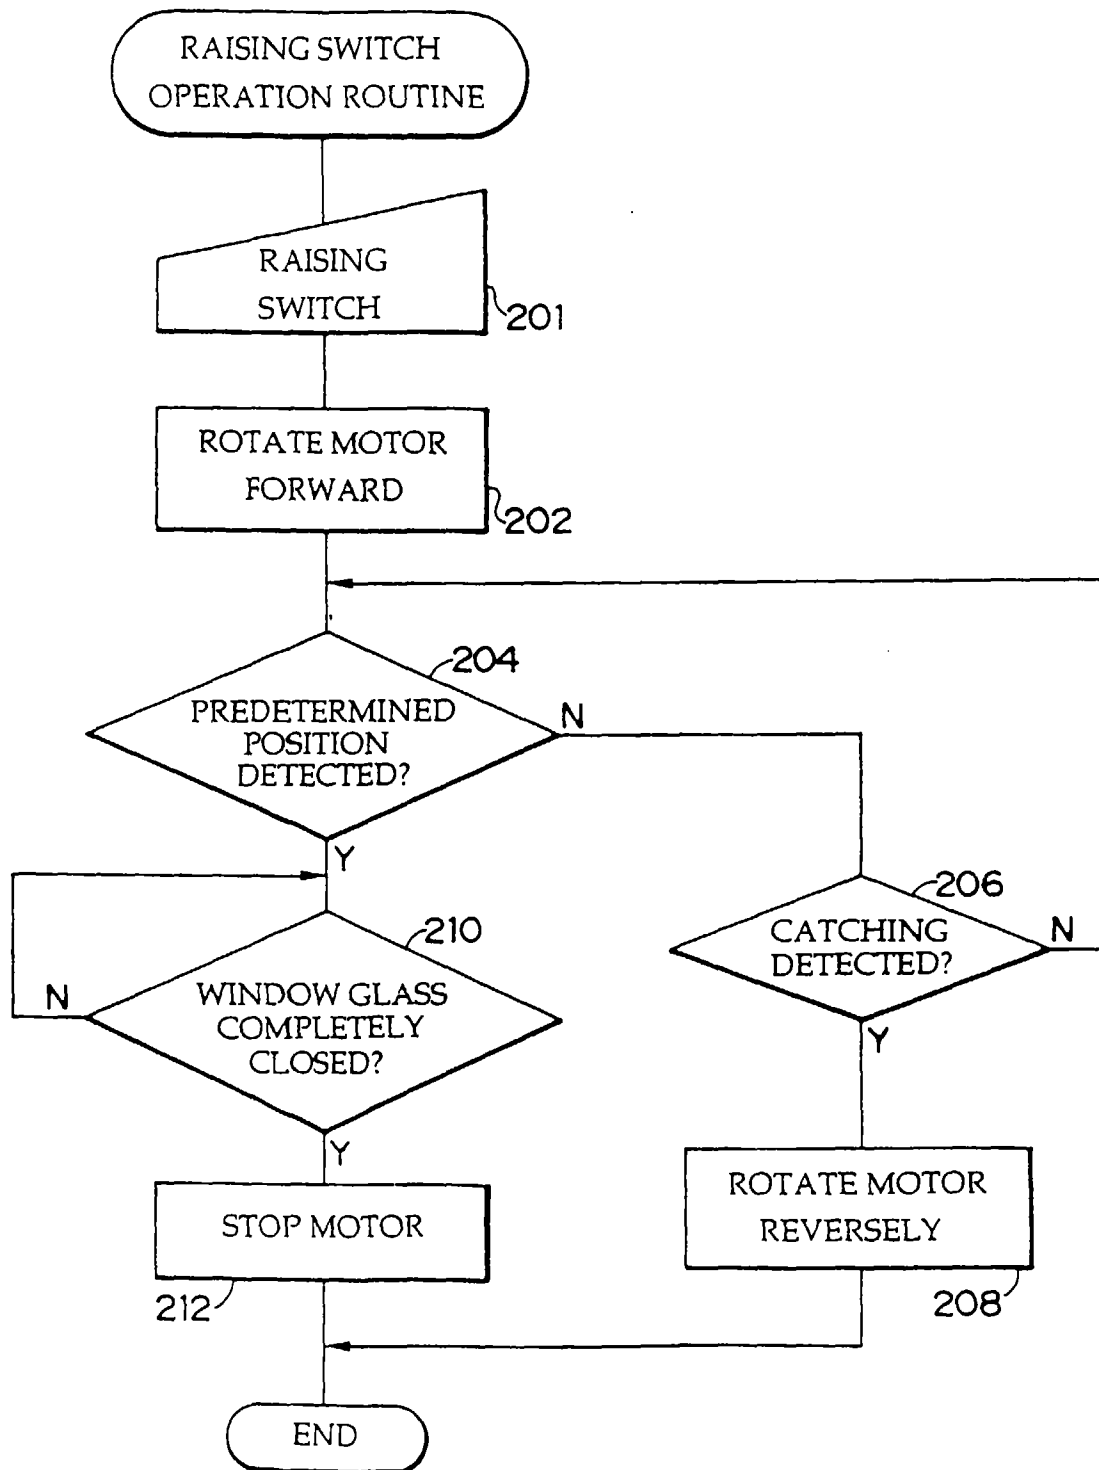 RAISING SWITCH
OPERATION ROUTINE
RAISING
SWITCH
201
ROTATE MOTOR
FORWARD
202
204
PREDETERMINED
POSITION
DETECTED?
N
Y
206
CATCHING
DETECTED?
N
Y
210
WINDOW GLASS
COMPLETELY
CLOSED?
N
Y
ROTATE MOTOR
REVERSELY
208
STOP MOTOR
212
END